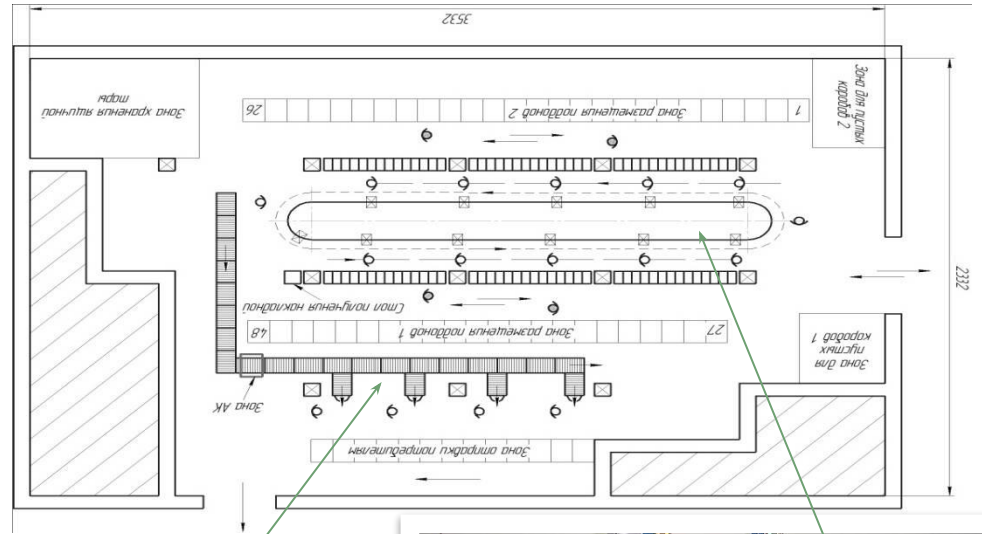 3532
Зона хранения ящичной
тары
26
Зона размещения поддонов 2
1
Зона для пустых
коробов 2
2332
Стол получения накладной
48
Зона размещения поддонов 1
27
Зона для
пустых
коробов 1
Зона АК
Зона отправки потребителям